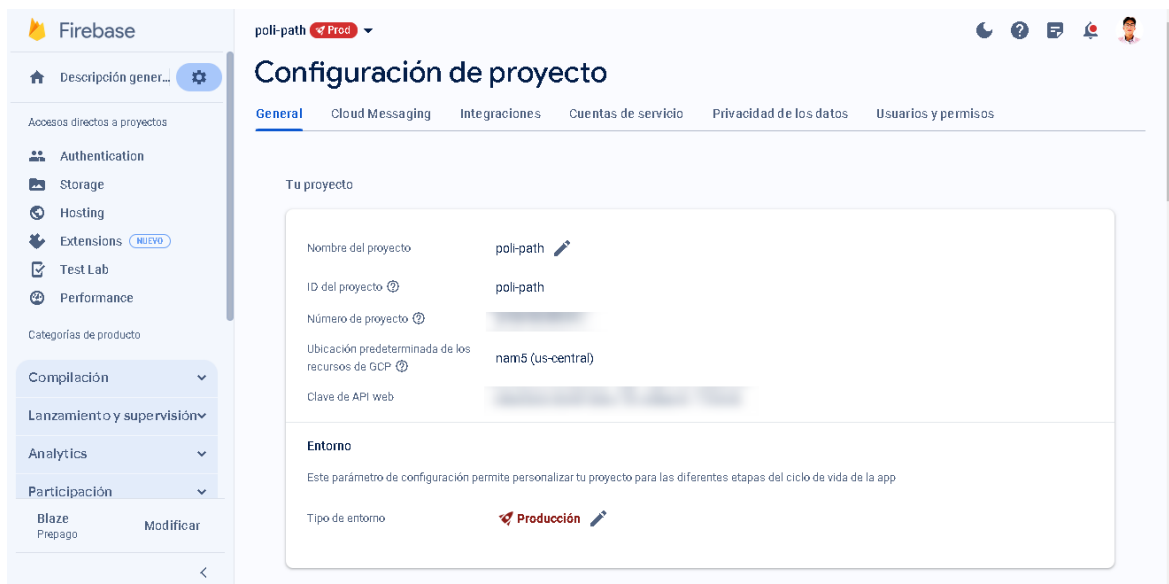 Firebase
Descripción gener...
Accesos directos a proyectos
Authentication
Storage
Hosting
Extensions NUEVO
Test Lab
Performance
Categorías de producto
Compilación
Lanzamiento y supervisión
Analytics
Participación
Blaze
Prepago
Modificar
poli-path Prod
Configuración de proyecto
General Cloud Messaging Integraciones Cuentas de servicio Privacidad de los datos Usuarios y permisos
Tu proyecto
Nombre del proyecto poli-path
ID del proyecto poli-path
Número de proyecto
Ubicación predeterminada de los
recursos de GCP
nam5 (us-central)
Clave de API web
Entorno
Este parámetro de configuración permite personalizar tu proyecto para las diferentes etapas del ciclo de vida de la app
Tipo de entorno Producción